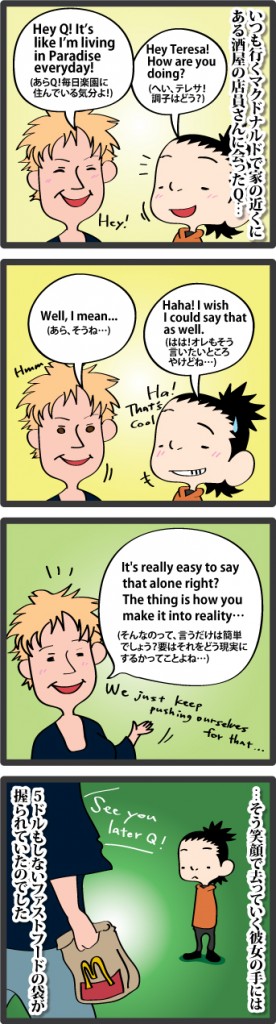 いつも行くマクドナルドで家の近くに
ある酒屋の店員さんに会ったQ！…
Hey Teresa!
How are you
doing?
(へい、テレサ!
調子はどう?)
Hey Q! It's
like I'm living
in Paradise
everyday!
(あらQ!毎日楽園に
住んでいる気分よ!)
Hey!
Haha! I wish
I could say that
as well.
(はは!オレもそう
言いたいところ
やけどね…)
Well, I mean...
(あら、そうね…)
Hmm
Ha!
That's
Cool
It's really easy to say
that alone right?
The thing is how you
make it into reality…
(そんなのって、言うだけは簡単
でしょう?要はそれをどう現実に
するかってことよね…)
We just keep
pushing ourselves
for that...
…そう笑顔で去っていく彼女の手には
See you
later Q!
５ドルもしないファストフードの袋が
握られていたのでした
M